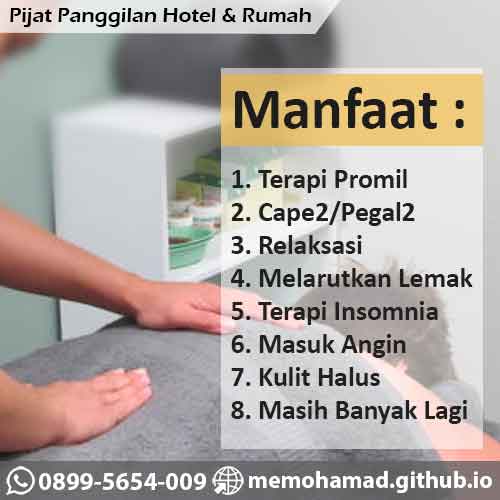 Pijat Panggilan Hotel & Rumah
Manfaat :
1. Terapi Promil
2. Cape2/Pegal2
3. Relaksasi
4. Melarutkan Lemak
5. Terapi Insomnia
6. Masuk Angin
7. Kulit Halus
8. Masih Banyak Lagi
0899-5654-009 memohamad.github.io